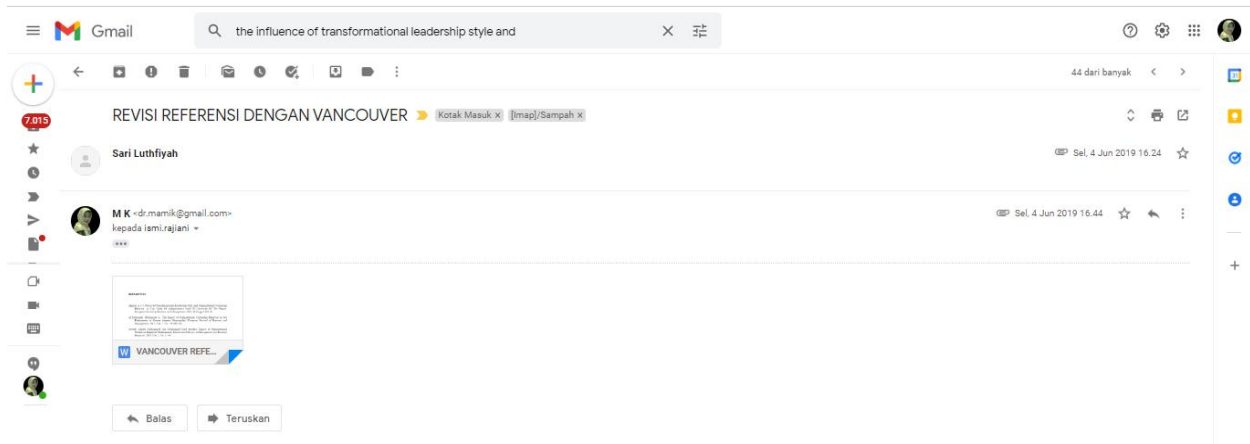 Gmail
the influence of transformational leadership style and
44 dari banyak
7.015
REVISI REFERENSI DENGAN VANCOUVER
Kotak Masuk x
[Imap]/Sampah x
Sari Luthfiyah
Sel, 4 Jun 2019 16.24
M K <dr.mamik@gmail.com>
Sel, 4 Jun 2019 16.44
kepada ismi.rajiani
W VANCOUVER REFE...
Balas
Teruskan